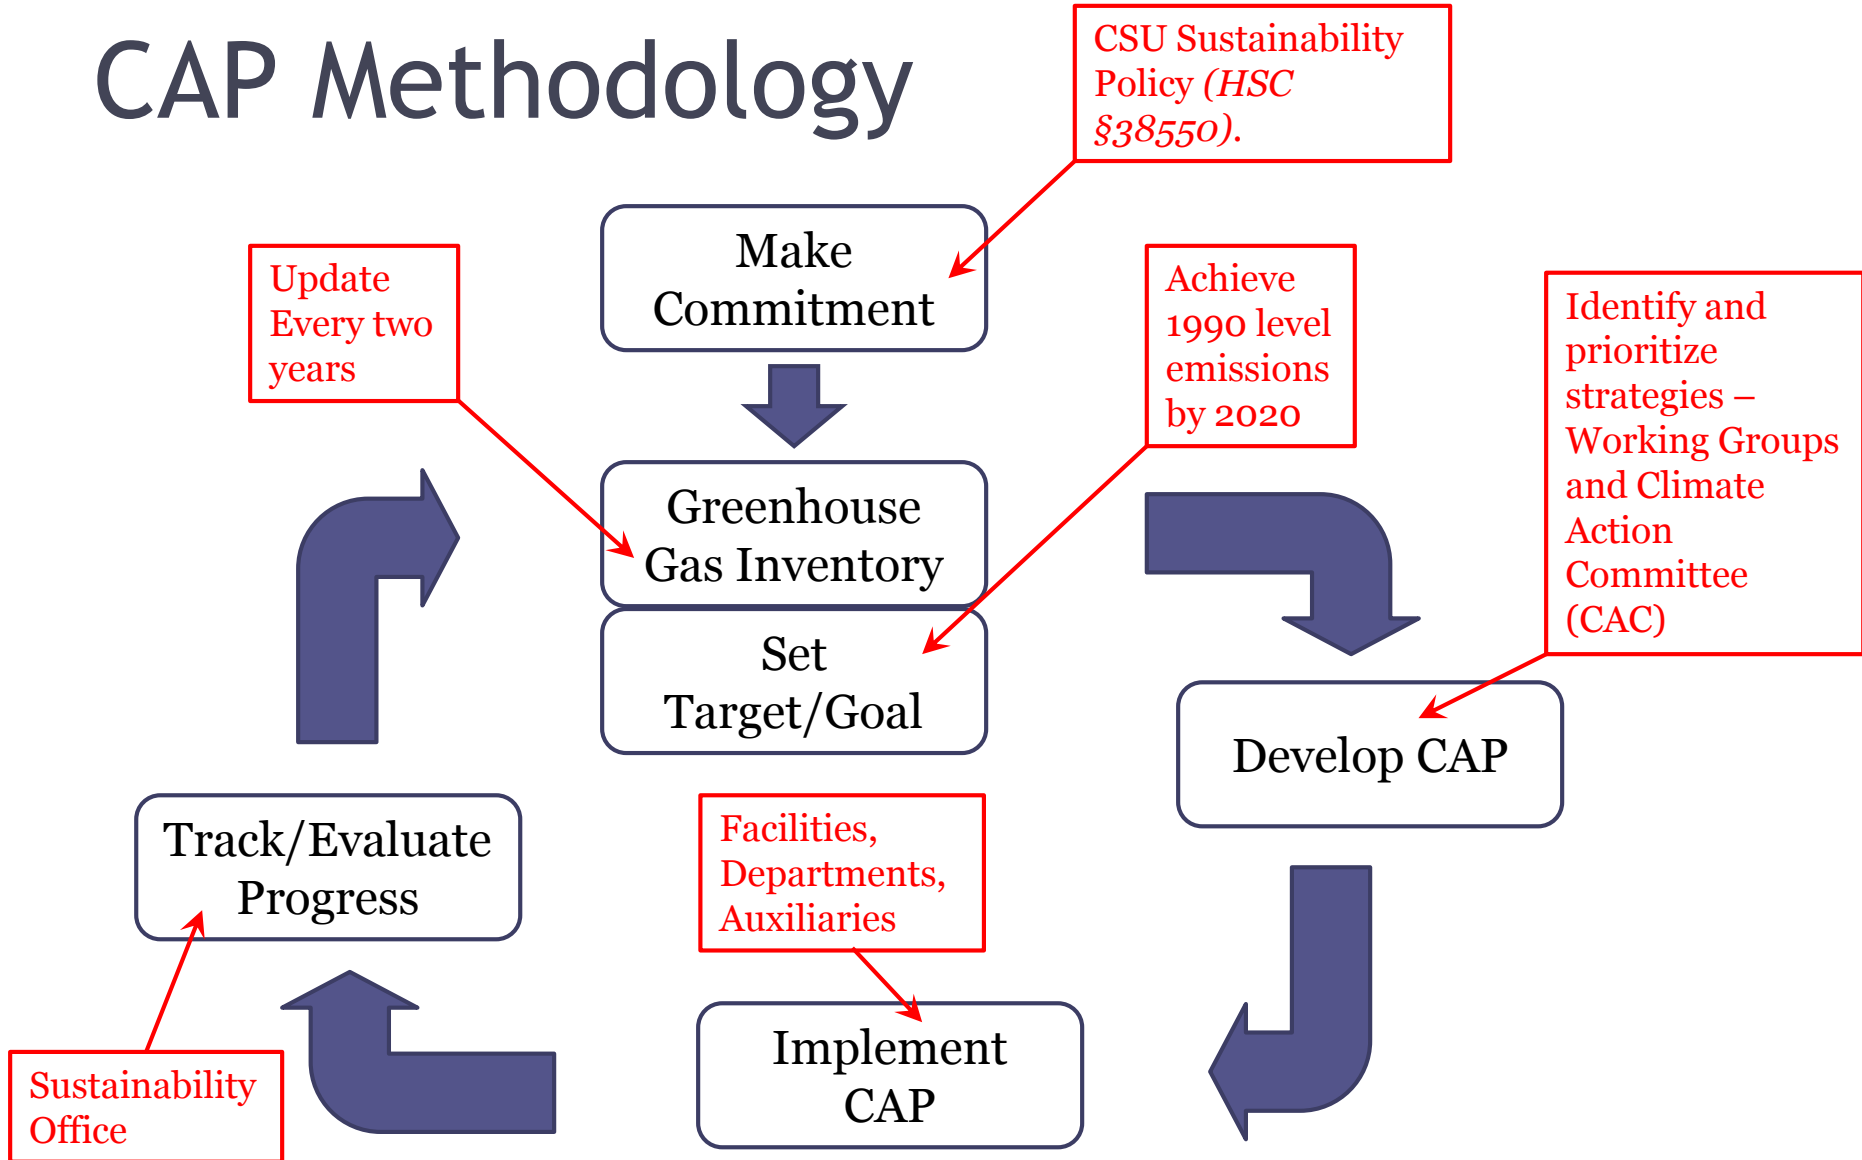 CAP Methodology
CSU Sustainability
Policy (HSC
§38550).
Make
Commitment
Update
Every two
years
Achieve
1990 level
emissions
by 2020
Identify and
prioritize
strategies –
Working Groups
and Climate
Action
Committee
(CAC)
Greenhouse
Gas Inventory
Set
Target/Goal
Develop CAP
Track/Evaluate
Progress
Facilities,
Departments,
Auxiliaries
Implement
CAP
Sustainability
Office